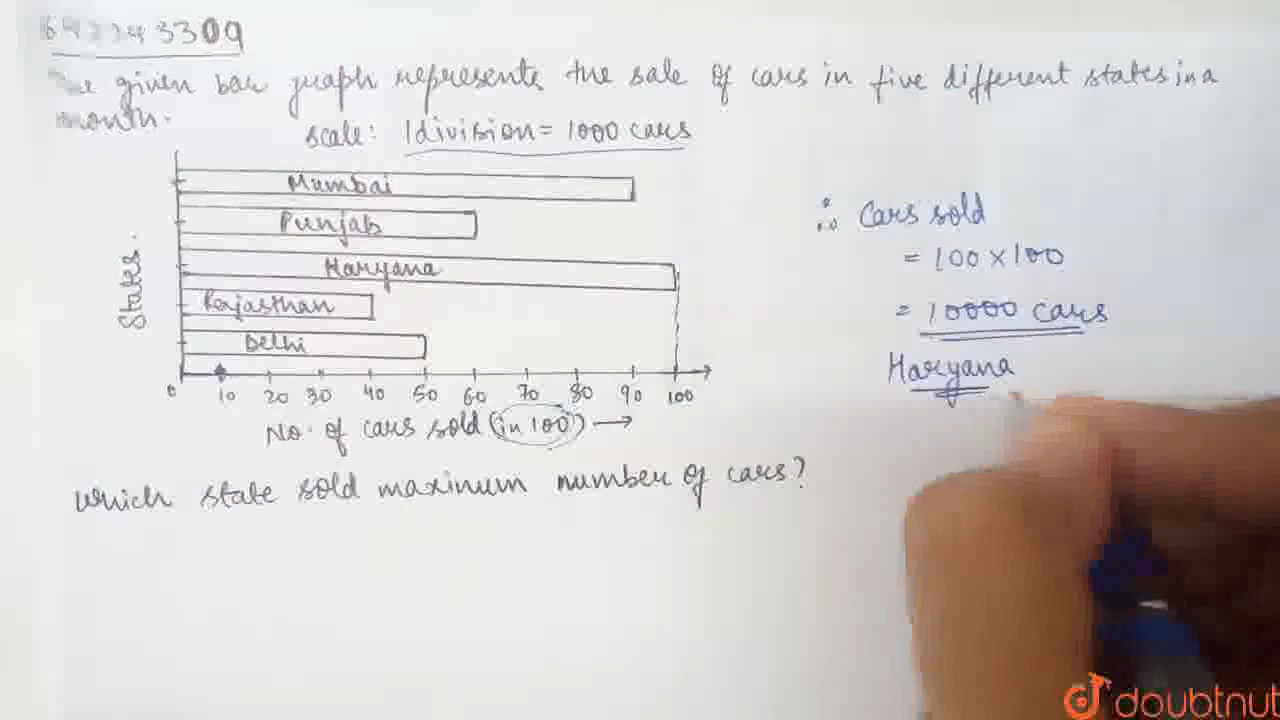 3309
given bar graph represents the sale of cars in five different states in a
month.
scale: 1 division = 1000 cars
Mumbai
Punjab
Haryana
Rajasthan
Delhi
States.
0 10 20 30 40 50 60 70 80 90 100
No. of cars sold (in 100) →
which state sold maximum number of cars?
∴ Cars sold
= 100 × 100
= 10000 cars
Haryana
doubtnut